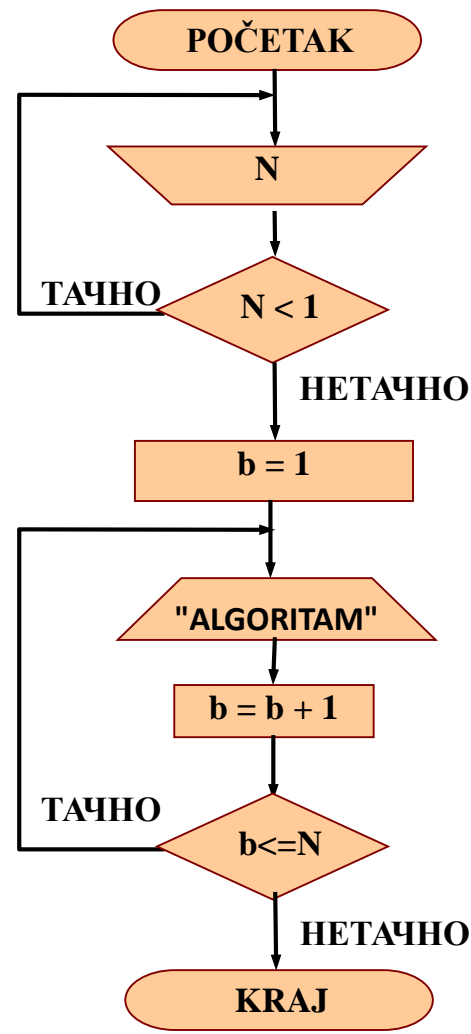 POČETAK
N
ТАЧНО
N < 1
НЕТАЧНО
b = 1
"ALGORITAM"
b = b + 1
ТАЧНО
b<=N
НЕТАЧНО
KRAJ